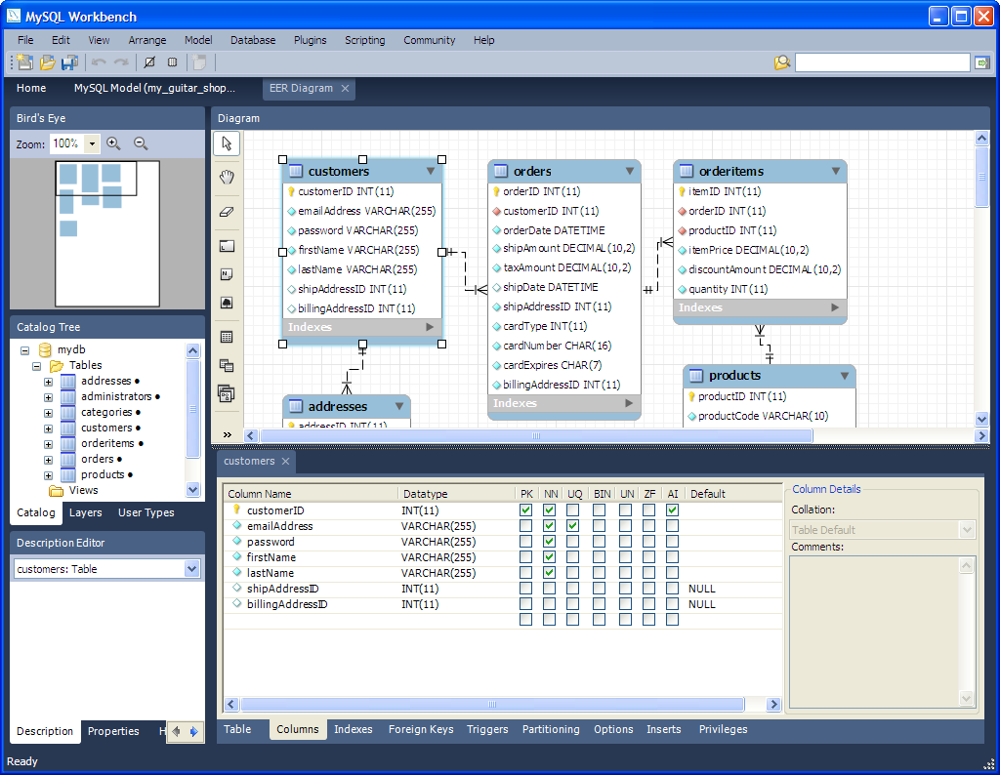 MySQL Workbench
File Edit View Arrange Model Database Plugins Scripting Community Help
Home MySQL Model (my_guitar_shop... EER Diagram
Bird's Eye
Zoom: 100%
Catalog Tree
mydb
Tables
addresses
administrators
categories
customers
orderitems
orders
products
Views
Catalog Layers User Types
Description Editor
customers: Table
Description Properties H
Diagram
customers
customerID INT(11)
emailAddress VARCHAR(255)
password VARCHAR(255)
firstName VARCHAR(255)
lastName VARCHAR(255)
shipAddressID INT(11)
billingAddressID INT(11)
Indexes
addresses
addressID INT(11)
orders
orderID INT(11)
customerID INT(11)
orderDate DATETIME
shipAmount DECIMAL(10,2)
taxAmount DECIMAL(10,2)
shipDate DATETIME
shipAddressID INT(11)
cardType INT(11)
cardNumber CHAR(16)
cardExpires CHAR(7)
billingAddressID INT(11)
Indexes
orderitems
itemID INT(11)
orderID INT(11)
productID INT(11)
itemPrice DECIMAL(10,2)
discountAmount DECIMAL(10,2)
quantity INT(11)
Indexes
products
productID INT(11)
productCode VARCHAR(10)
customers
Column Name Datatype PK NN UQ BIN UN ZF AI Default
customerID INT(11)
emailAddress VARCHAR(255)
password VARCHAR(255)
firstName VARCHAR(255)
lastName VARCHAR(255)
shipAddressID INT(11) NULL
billingAddressID INT(11) NULL
Column Details
Collation:
Table Default
Comments:
Table Columns Indexes Foreign Keys Triggers Partitioning Options Inserts Privileges
Ready